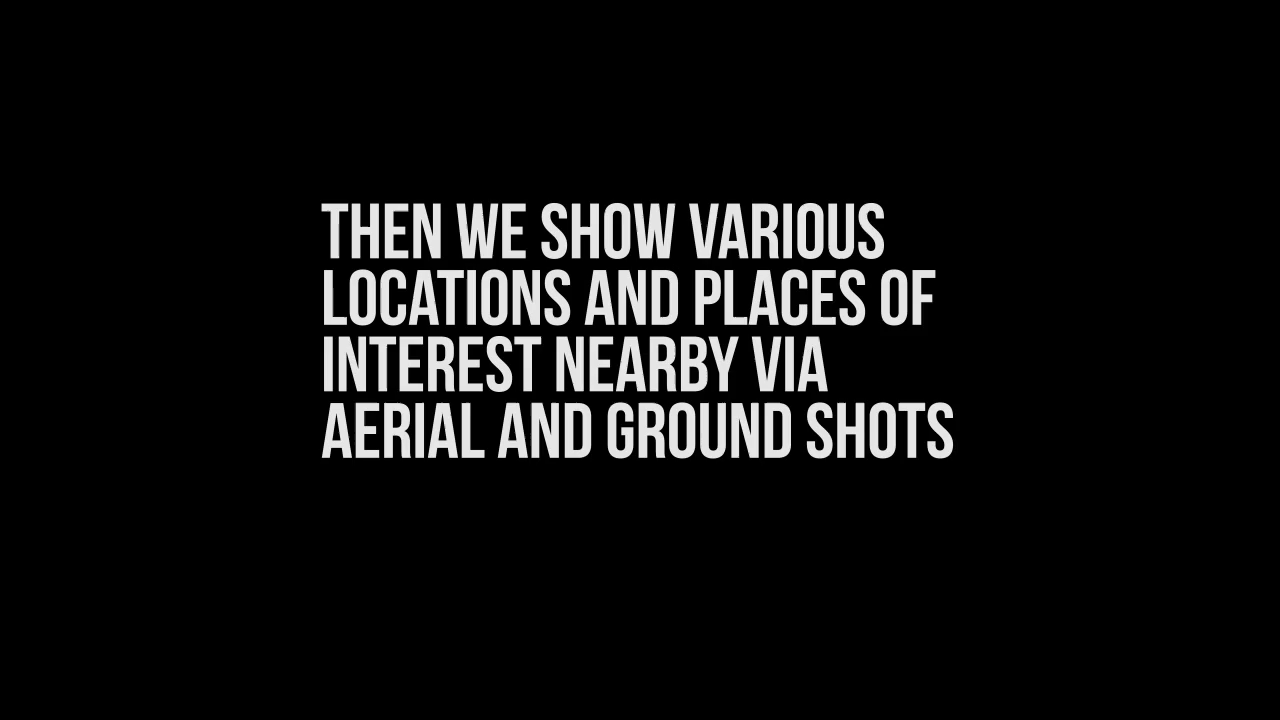 THEN WE SHOW VARIOUS
LOCATIONS AND PLACES OF
INTEREST NEARBY VIA
AERIAL AND GROUND SHOTS